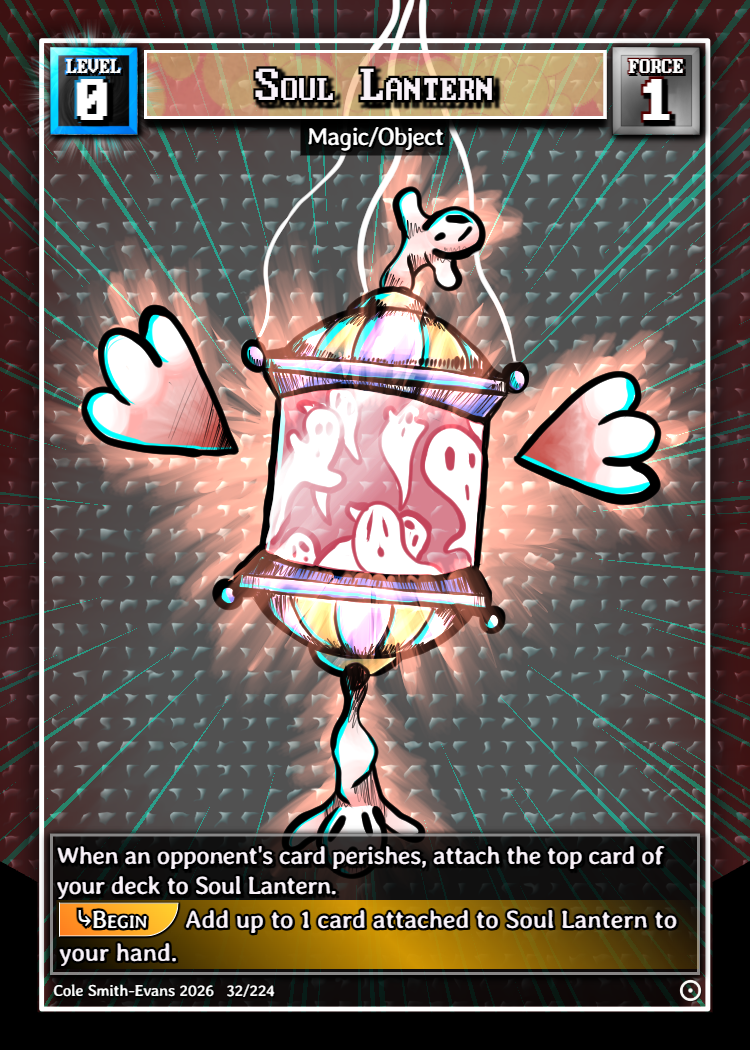 LEVEL
0
Soul Lantern
FORCE
1
Magic/Object
When an opponent's card perishes, attach the top card of
your deck to Soul Lantern.
↳Begin Add up to 1 card attached to Soul Lantern to
your hand.
Cole Smith-Evans 2026 32/224